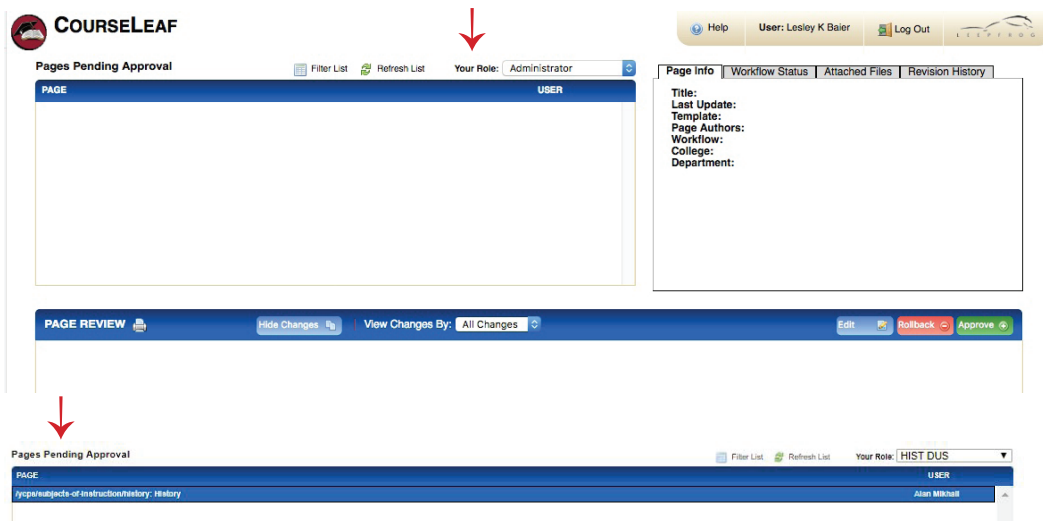 COURSELEAF
Help User: Lesley K Baier Log Out
LEEPFROG
Pages Pending Approval Filter List Refresh List Your Role: Administrator
PAGE USER
Page Info Workflow Status Attached Files Revision History
Title:
Last Update:
Template:
Page Authors:
Workflow:
College:
Department:
PAGE REVIEW Hide Changes View Changes By: All Changes Edit Rollback Approve
Pages Pending Approval Filter List Refresh List Your Role: HIST DUS
PAGE USER
/ycps/subjects-of-instruction/history: History Alan Mikhail